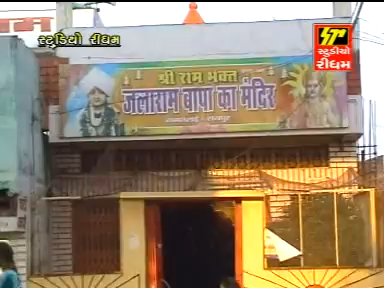 સ્ટુડીયો રીધમ
સ્ટુડીયો
રીધમ
श्री राम भक्त
जलाराम बापा का मंदिर